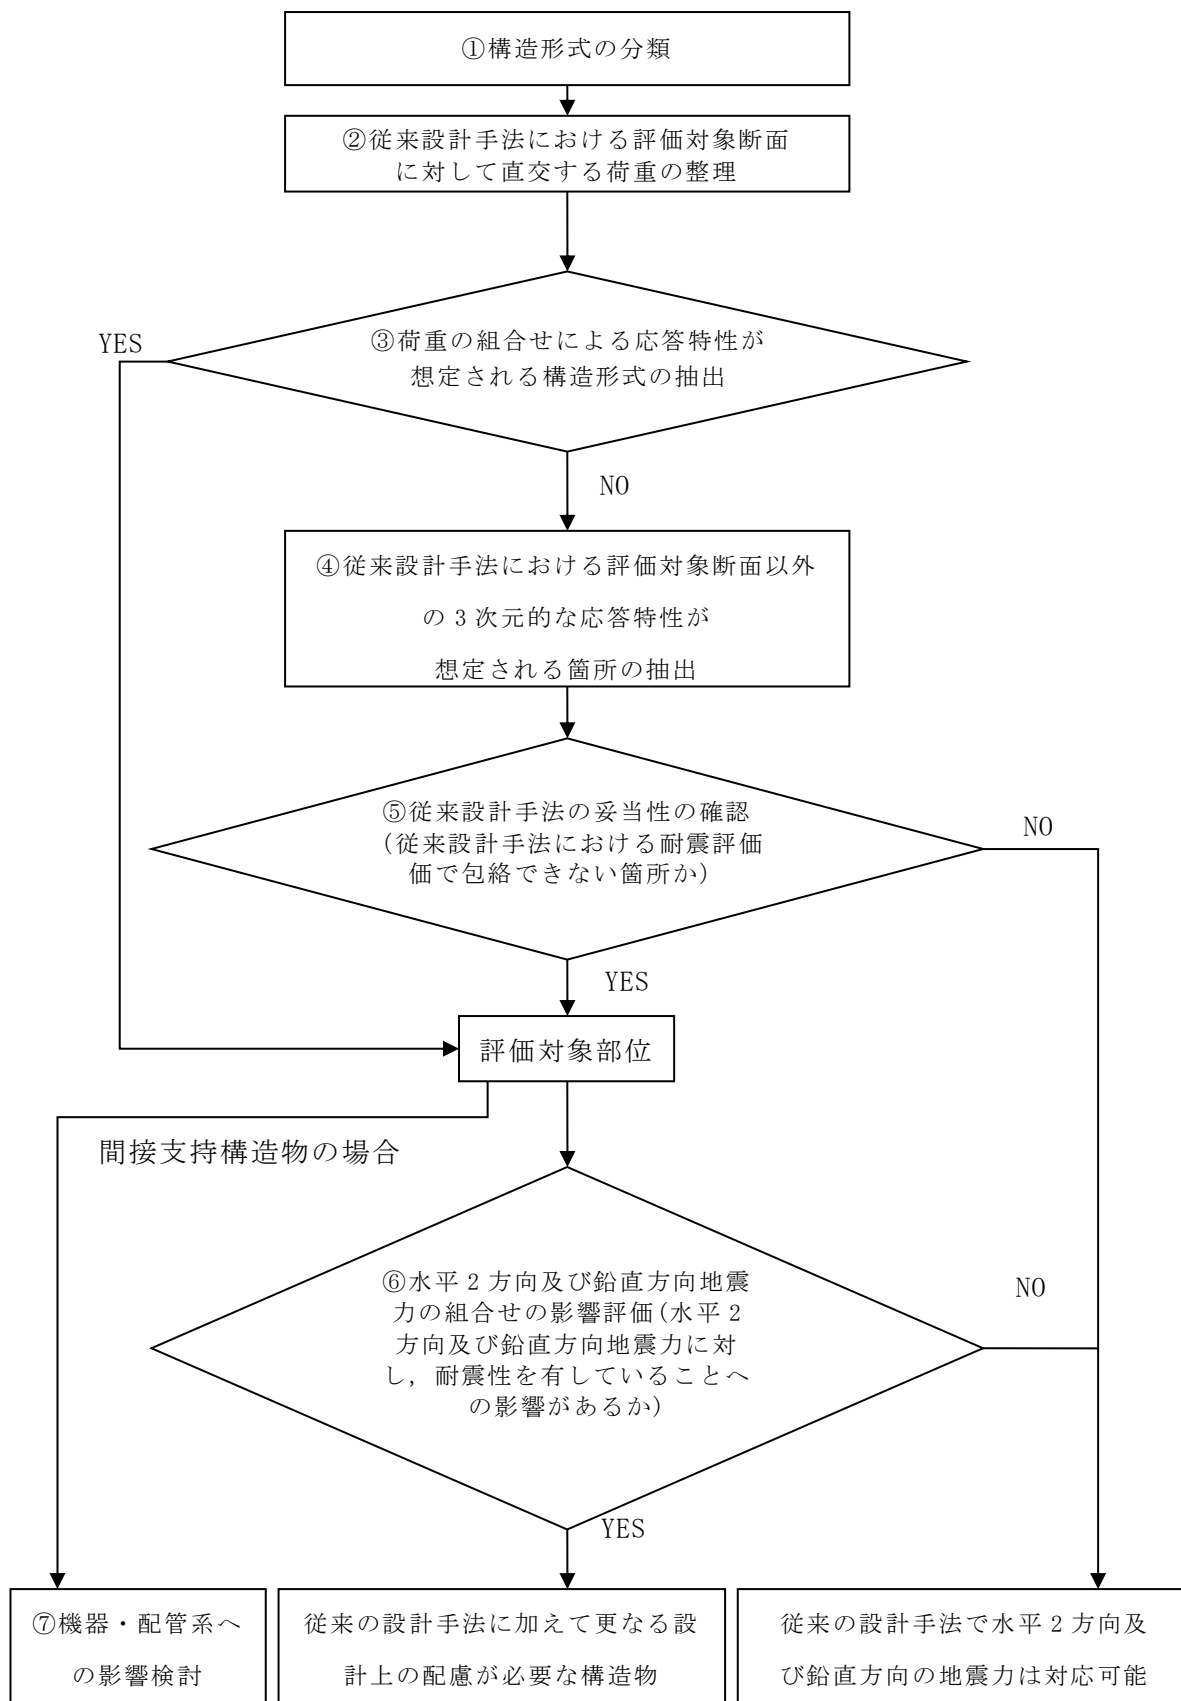 ①構造形式の分類
②従来設計手法における評価対象断面
に対して直交する荷重の整理
③荷重の組合せによる応答特性が
想定される構造形式の抽出
YES
NO
④従来設計手法における評価対象断面以外
の3次元的な応答特性が
想定される箇所の抽出
⑤従来設計手法の妥当性の確認
(従来設計手法における耐震評価
価で包絡できない箇所か)
NO
YES
評価対象部位
間接支持構造物の場合
⑥水平2方向及び鉛直方向地震
力の組合せの影響評価(水平2
方向及び鉛直方向地震力に対
し,耐震性を有していることへ
の影響があるか)
NO
YES
⑦機器・配管系へ
の影響検討
従来の設計手法に加えて更なる設
計上の配慮が必要な構造物
従来の設計手法で水平2方向及
び鉛直方向の地震力は対応可能